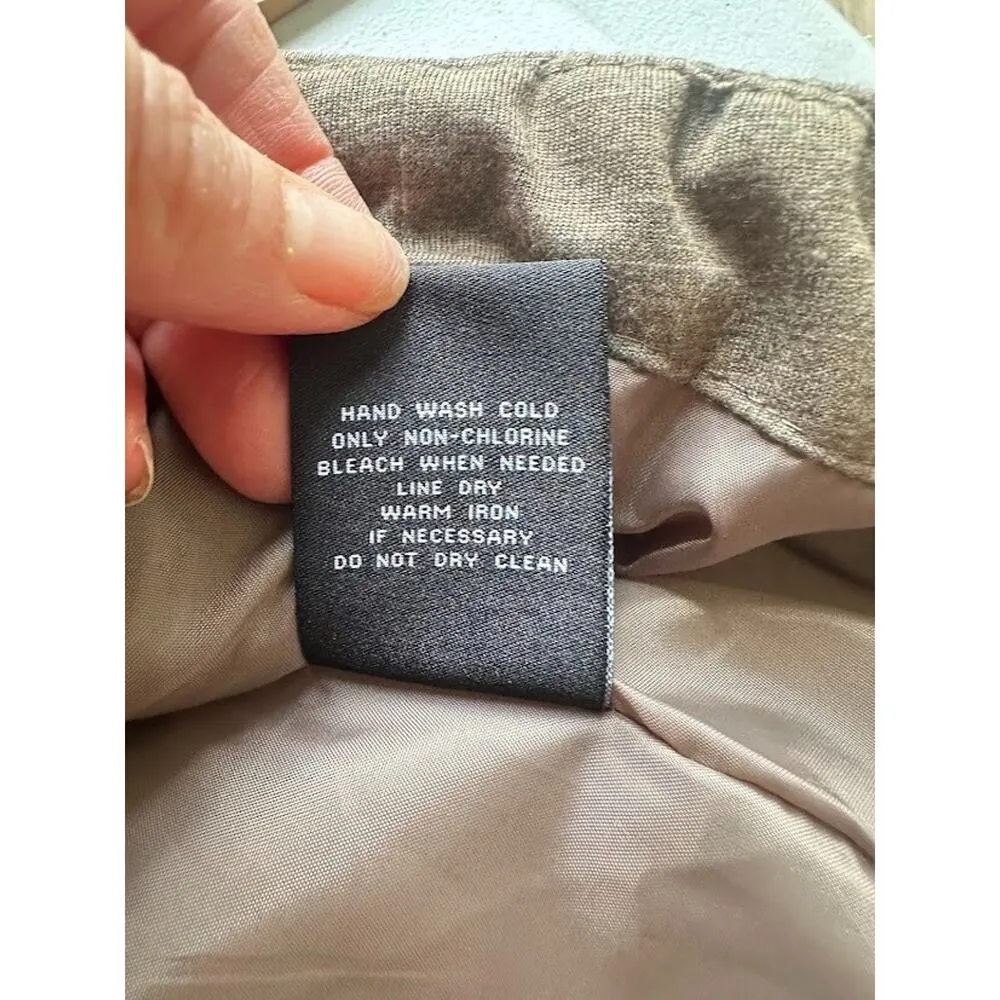 HAND WASH COLD
ONLY NON-CHLORINE
BLEACH WHEN NEEDED
LINE DRY
WARM IRON
IF NECESSARY
DO NOT DRY CLEAN